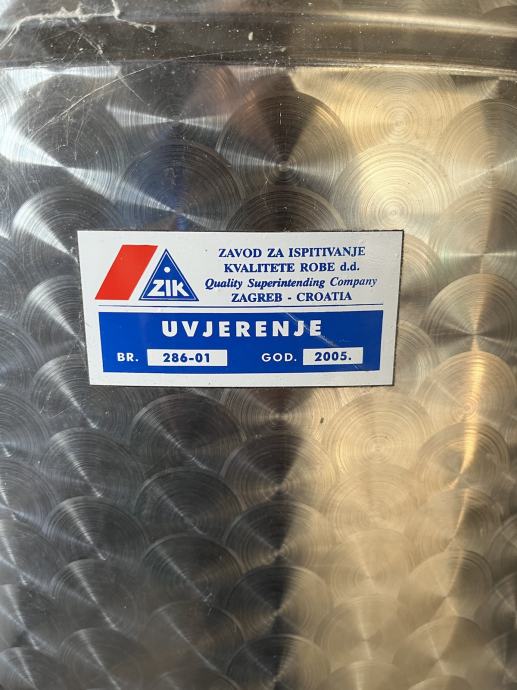 ZIK
ZAVOD ZA ISPITIVANJE
KVALITETE ROBE d.d.
Quality Superintending Company
ZAGREB - CROATIA
UVJERENJE
BR. 286-01 GOD. 2005.